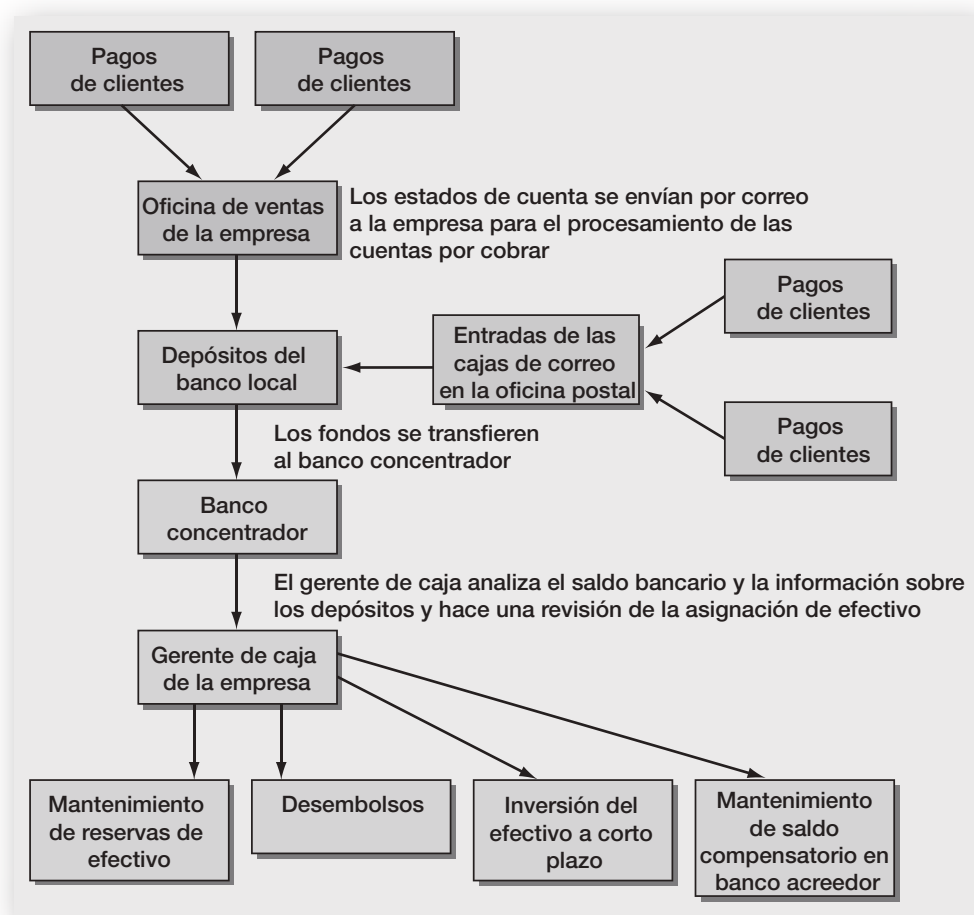 Pagos
de clientes
Pagos
de clientes
Oficina de ventas
de la empresa
Los estados de cuenta se envían por correo
a la empresa para el procesamiento de las
cuentas por cobrar
Pagos
de clientes
Entradas de las
cajas de correo
en la oficina postal
Depósitos del
banco local
Pagos
de clientes
Los fondos se transfieren
al banco concentrador
Banco
concentrador
El gerente de caja analiza el saldo bancario y la información sobre
los depósitos y hace una revisión de la asignación de efectivo
Gerente de caja
de la empresa
Mantenimiento
de reservas de
efectivo
Desembolsos
Inversión del
efectivo a corto
plazo
Mantenimiento
de saldo
compensatorio en
banco acreedor